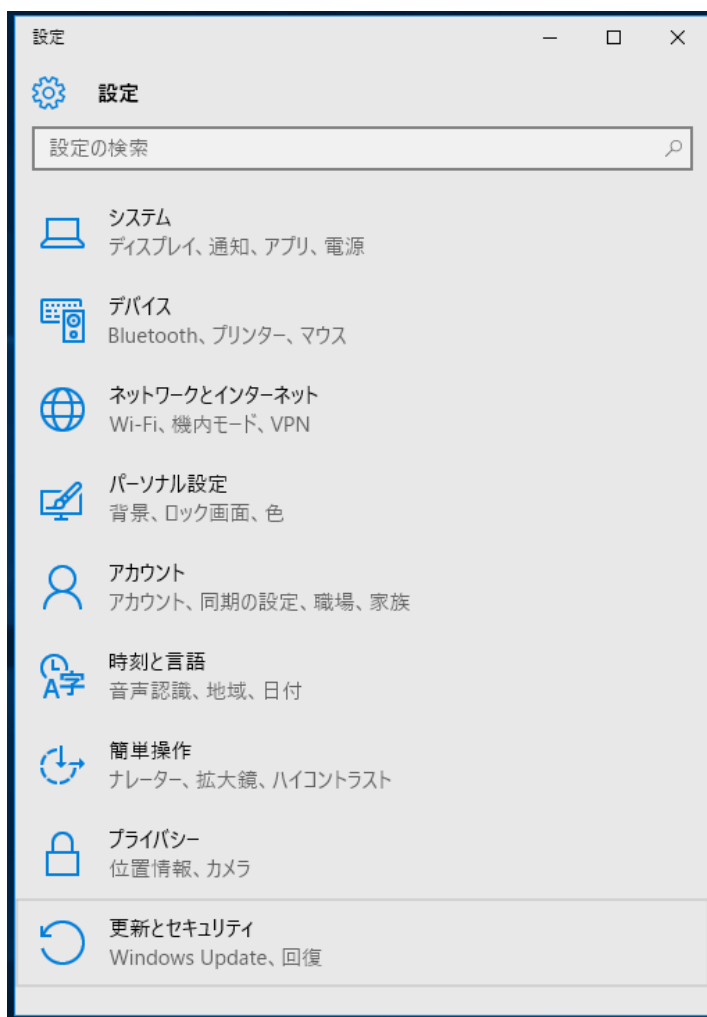 設定
設定
設定の検索
システム
ディスプレイ、通知、アプリ、電源
デバイス
Bluetooth、プリンター、マウス
ネットワークとインターネット
Wi-Fi、機内モード、VPN
パーソナル設定
背景、ロック画面、色
アカウント
アカウント、同期の設定、職場、家族
時刻と言語
音声認識、地域、日付
簡単操作
ナレーター、拡大鏡、ハイコントラスト
プライバシー
位置情報、カメラ
更新とセキュリティ
Windows Update、回復